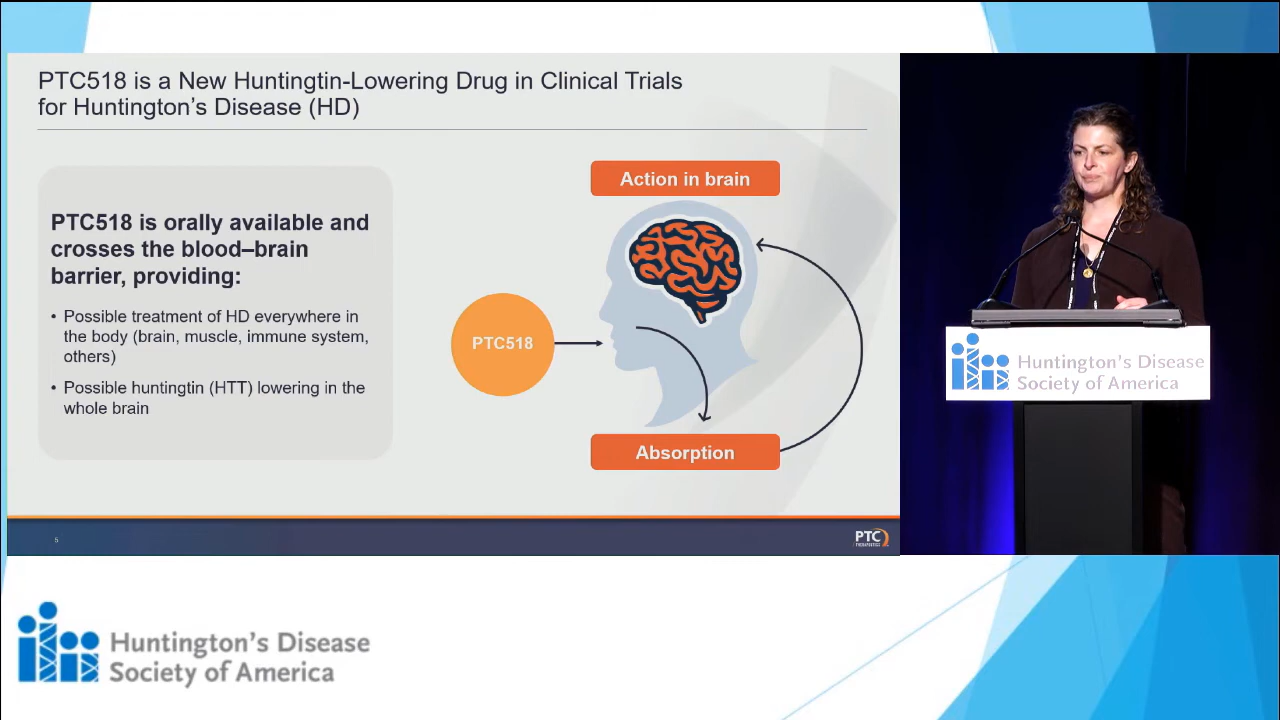 PTC518 is a New Huntingtin-Lowering Drug in Clinical Trials
for Huntington's Disease (HD)
PTC518 is orally available and
crosses the blood–brain
barrier, providing:
• Possible treatment of HD everywhere in
the body (brain, muscle, immune system,
others)
• Possible huntingtin (HTT) lowering in the
whole brain
Action in brain
PTC518
Absorption
PTC
THERAPEUTICS
Huntington's Disease
Society of America
Huntington's Disease
Society of America